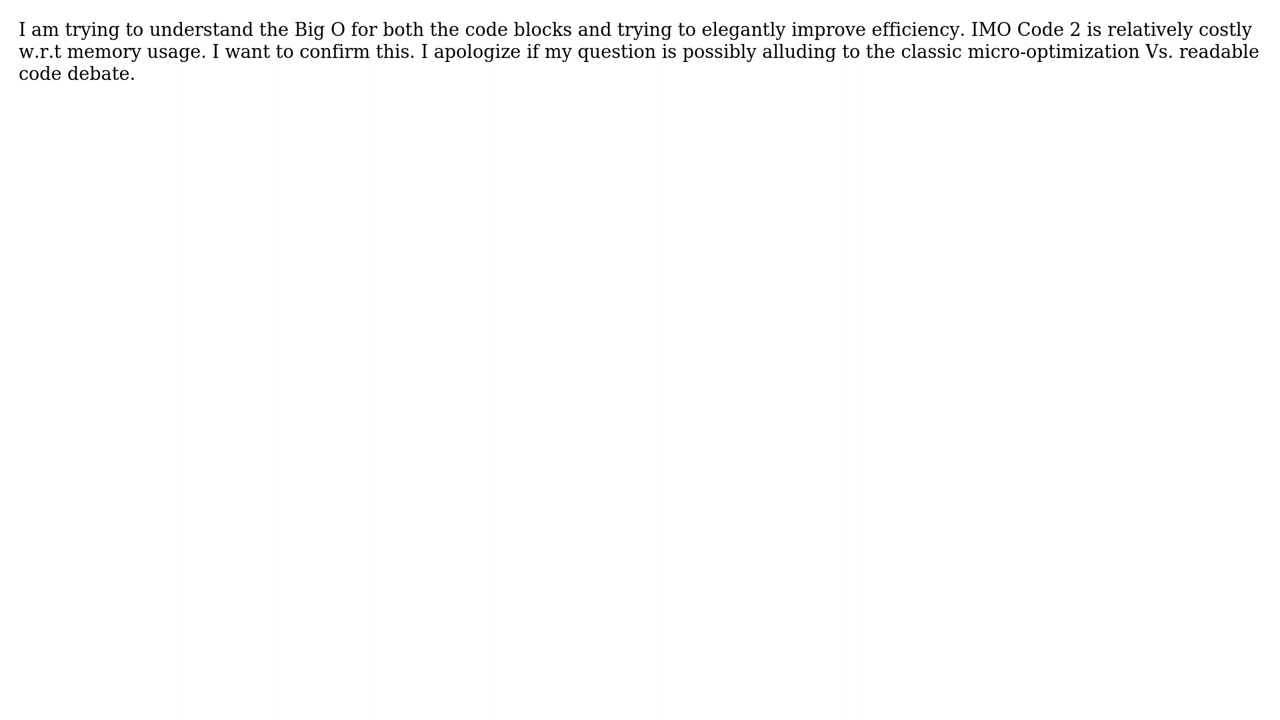 I am trying to understand the Big O for both the code blocks and trying to elegantly improve efficiency. IMO Code 2 is relatively costly
w.r.t memory usage. I want to confirm this. I apologize if my question is possibly alluding to the classic micro-optimization Vs. readable
code debate.